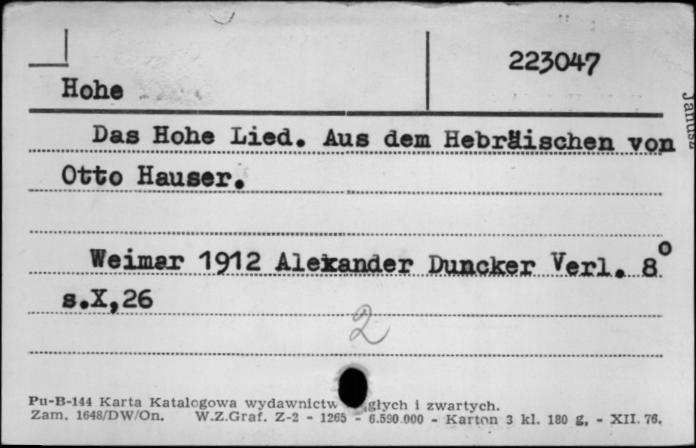 223047
Hohe
Das Hohe Lied. Aus dem Hebräischen von
Otto Hauser.
Weimar 1912 Alexander Duncker Verl. 8°
s.X,26
2
Pu-B-144 Karta Katalogowa wydawnictw głych i zwartych.
Zam. 1648/DW/On. W.Z.Graf. Z-2 - 1265 - 6.590.000 - Karton 3 kl. 180 g, - XII. 76.